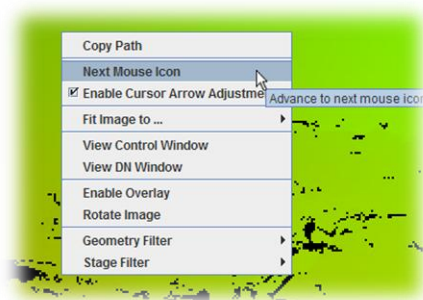 Copy Path
Next Mouse Icon
Enable Cursor Arrow Adjustme
Advance to next mouse icon
Fit Image to ...
View Control Window
View DN Window
Enable Overlay
Rotate Image
Geometry Filter
Stage Filter